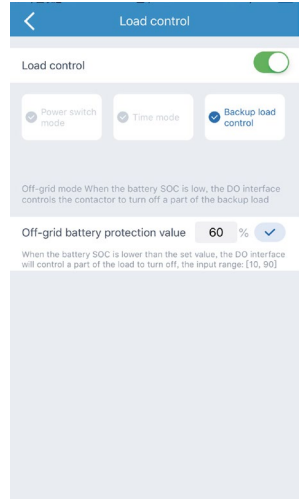 Load control
Load control
Power switch
mode
Time mode
Backup load
control
Off-grid mode When the battery SOC is low, the DO interface
controls the contactor to turn off a part of the backup load
Off-grid battery protection value 60 %
When the battery SOC is lower than the set value, the DO interface
will control a part of the load to turn off, the input range: [10, 90]